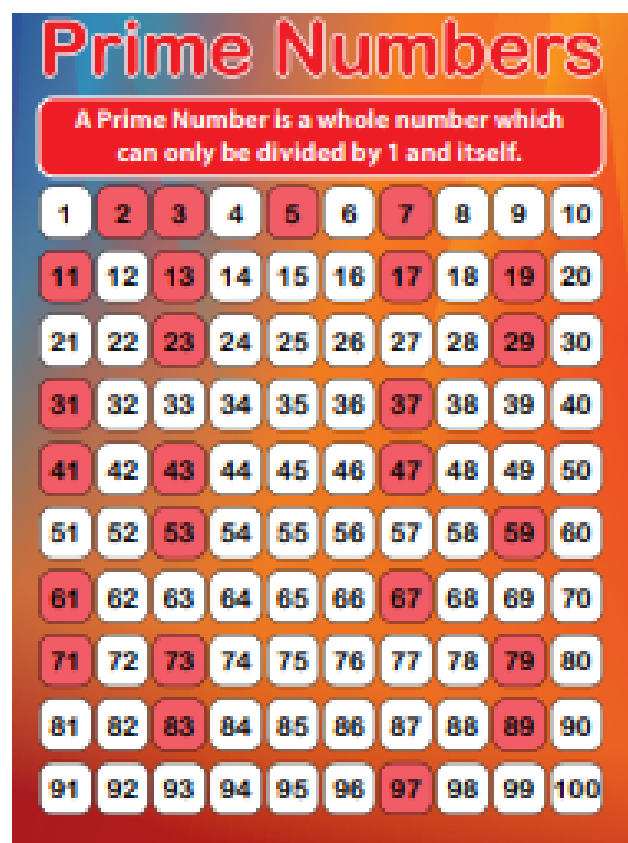 Prime Numbers
A Prime Number is a whole number which
can only be divided by 1 and itself.
1 2 3 4 5 6 7 8 9 10
11 12 13 14 15 16 17 18 19 20
21 22 23 24 25 26 27 28 29 30
31 32 33 34 35 36 37 38 39 40
41 42 43 44 45 46 47 48 49 50
51 52 53 54 55 56 57 58 59 60
61 62 63 64 65 66 67 68 69 70
71 72 73 74 75 76 77 78 79 80
81 82 83 84 85 86 87 88 89 90
91 92 93 94 95 96 97 98 99 100